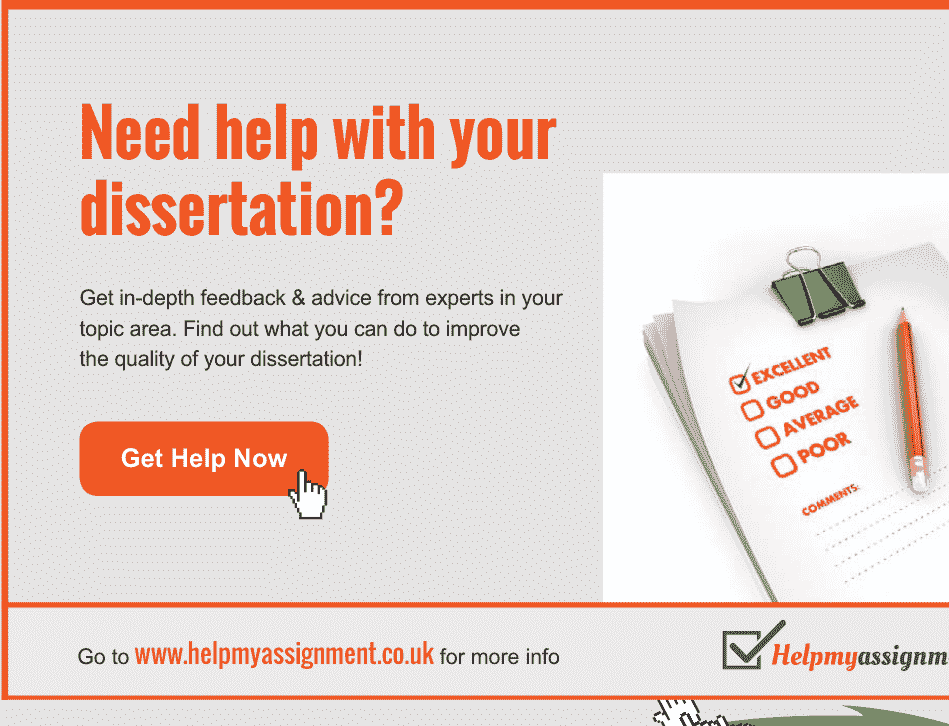 Need help with your
dissertation?
Get in-depth feedback & advice from experts in your
topic area. Find out what you can do to improve
the quality of your dissertation!
Get Help Now
EXCELLENT
GOOD
AVERAGE
POOR
COMMENTS:
Go to www.helpmyassignment.co.uk for more info
Helpmyassignm